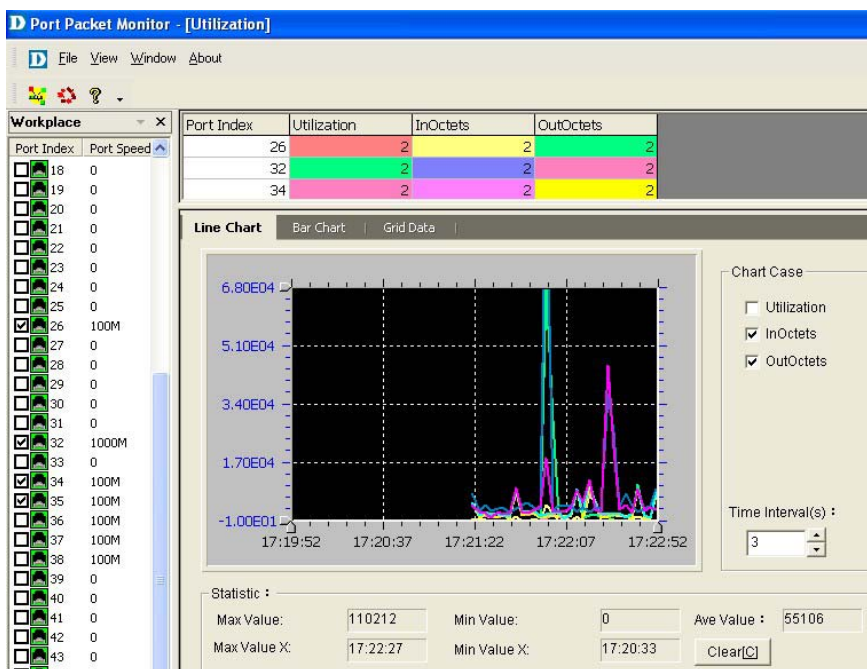 D Port Packet Monitor - [Utilization]
D File View Window About
Workplace
Port Index Port Speed
18 0
19 0
20 0
21 0
22 0
23 0
24 0
25 0
26 100M
27 0
28 0
29 0
30 0
31 0
32 1000M
33 0
34 100M
35 100M
36 100M
37 100M
38 100M
39 0
40 0
41 0
42 0
43 0
Port Index Utilization InOctets OutOctets
26 2 2 2
32 2 2 2
34 2 2 2
Line Chart Bar Chart Grid Data
6.80E04
5.10E04
3.40E04
1.70E04
-1.00E01
17:19:52 17:20:37 17:21:22 17:22:07 17:22:52
Chart Case
Utilization
InOctets
OutOctets
Time Interval(s) :
3
Statistic :
Max Value: 110212 Min Value: 0 Ave Value : 55106
Max Value X: 17:22:27 Min Value X: 17:20:33 Clear[C]